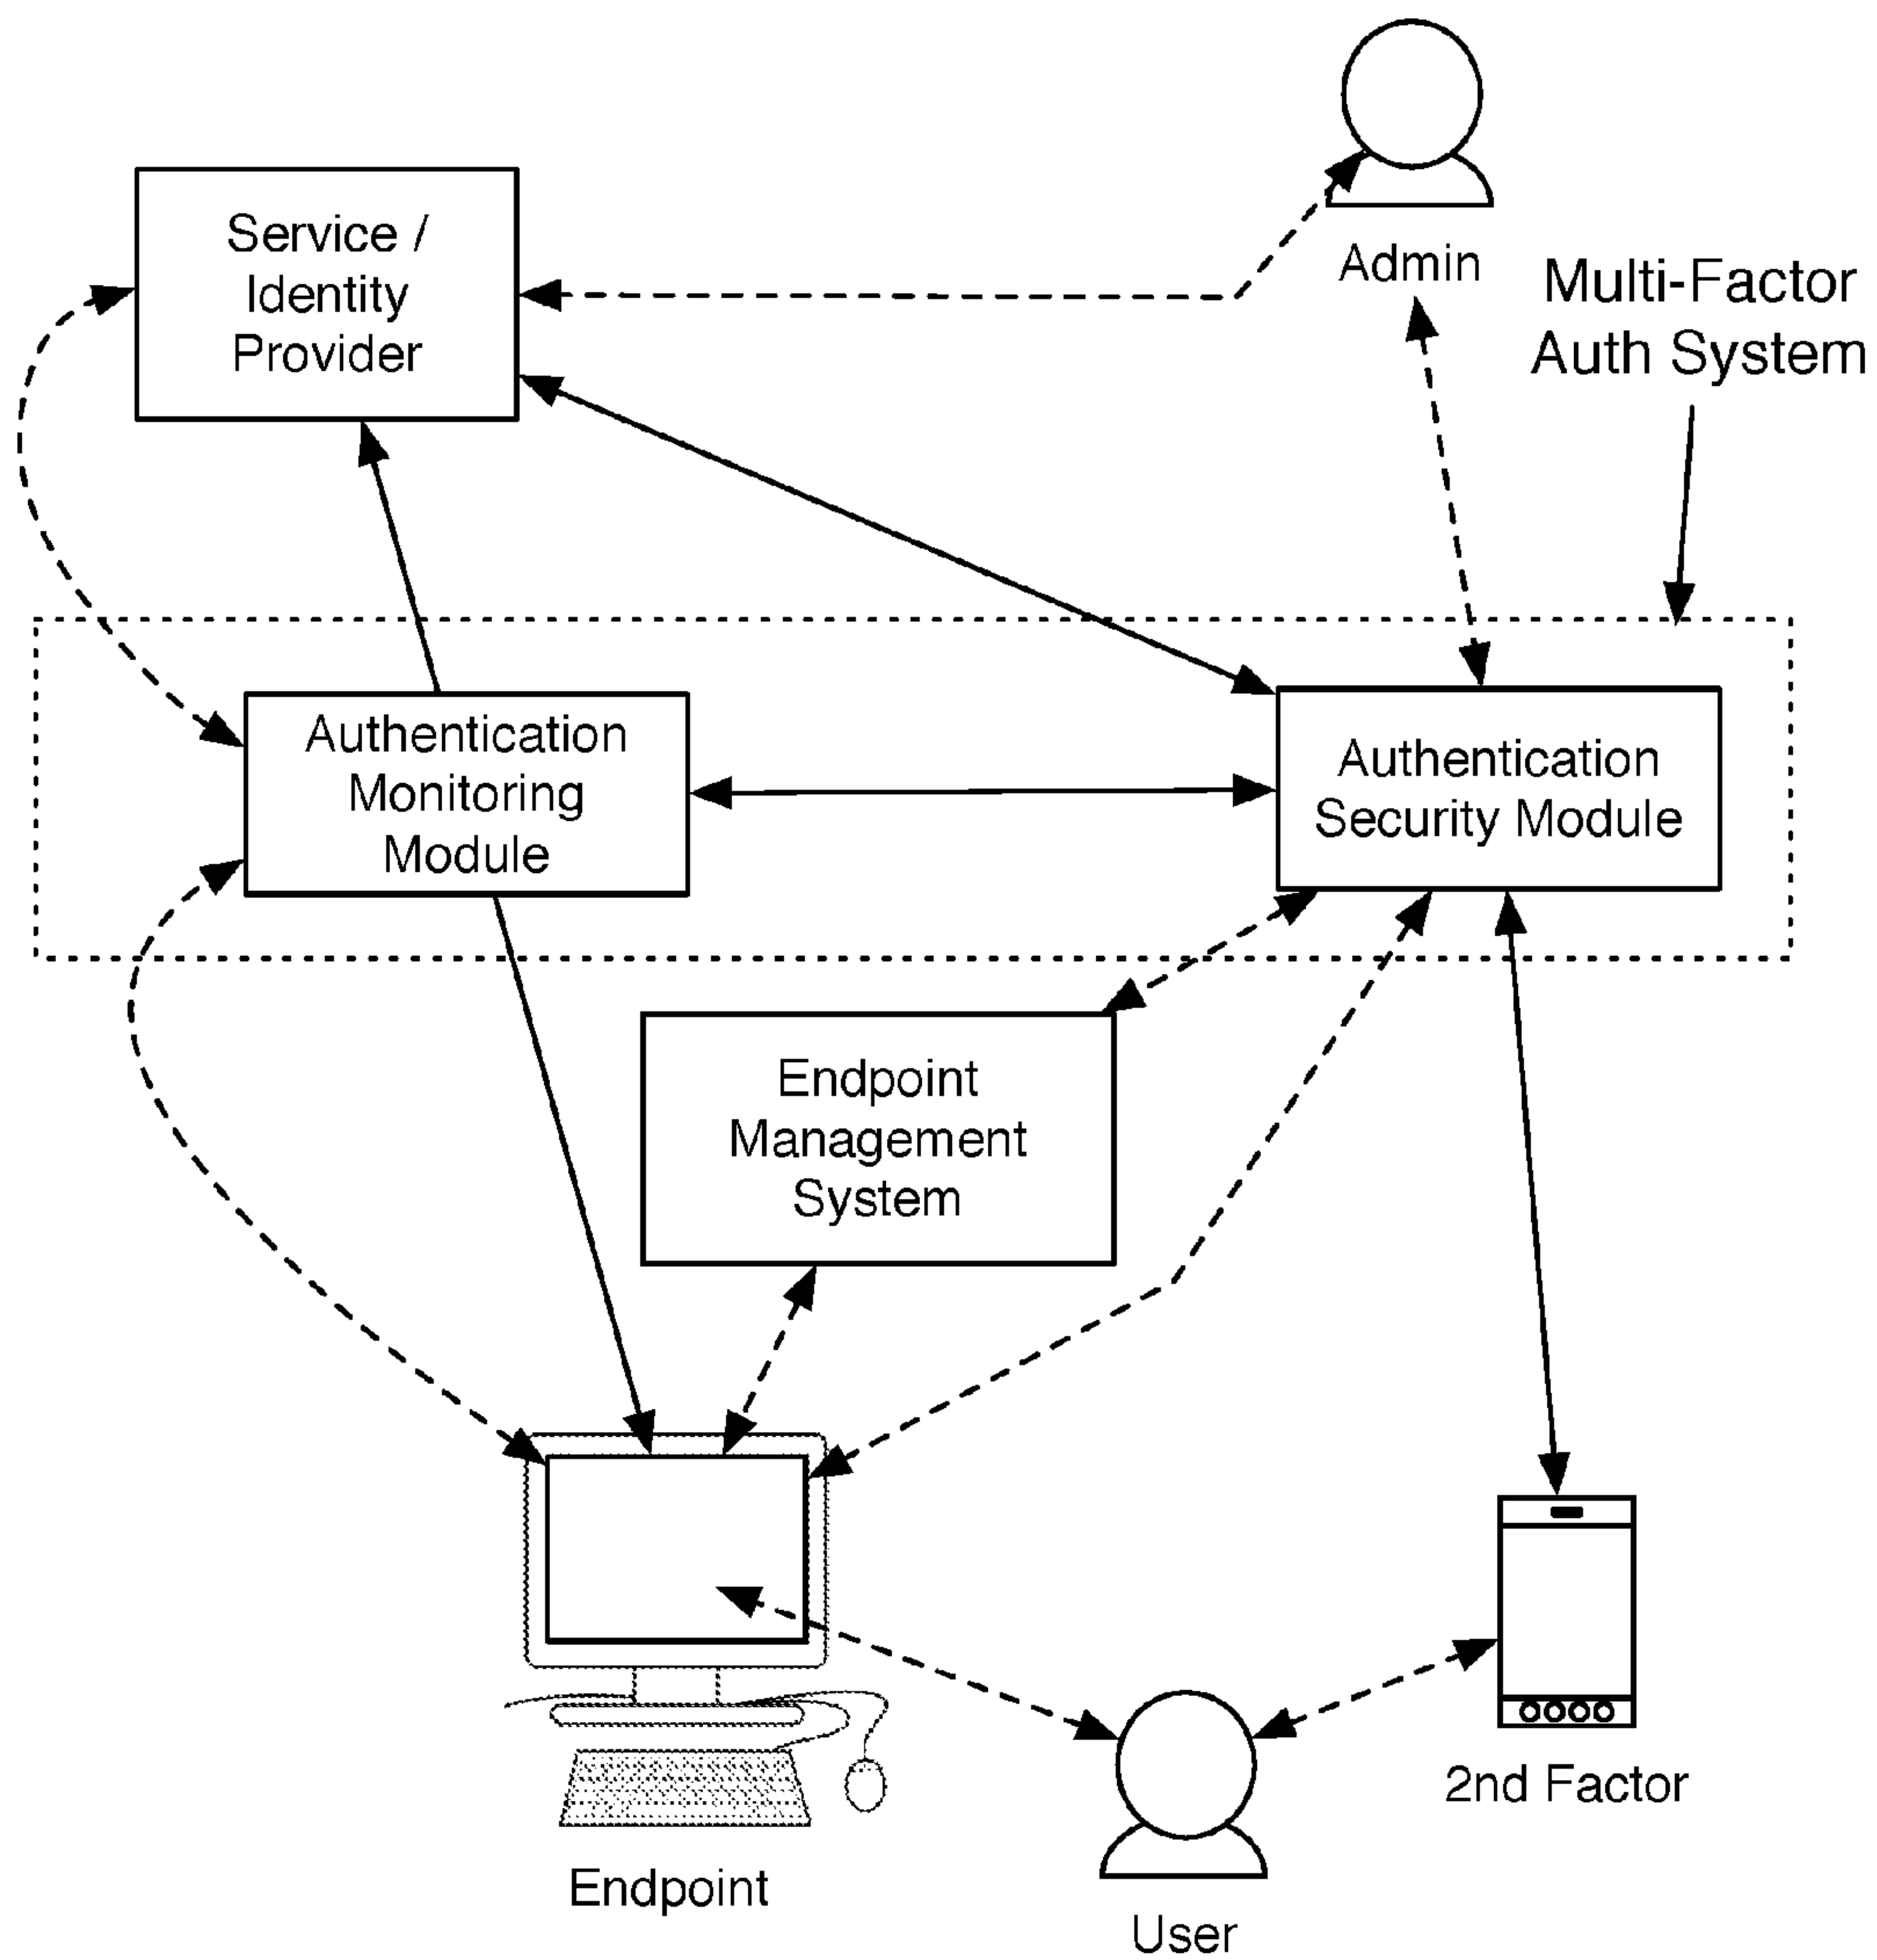 Admin
Multi-Factor
Auth System
Service /
Identity
Provider
Authentication
Monitoring
Module
Authentication
Security Module
Endpoint
Management
System
2nd Factor
Endpoint
User